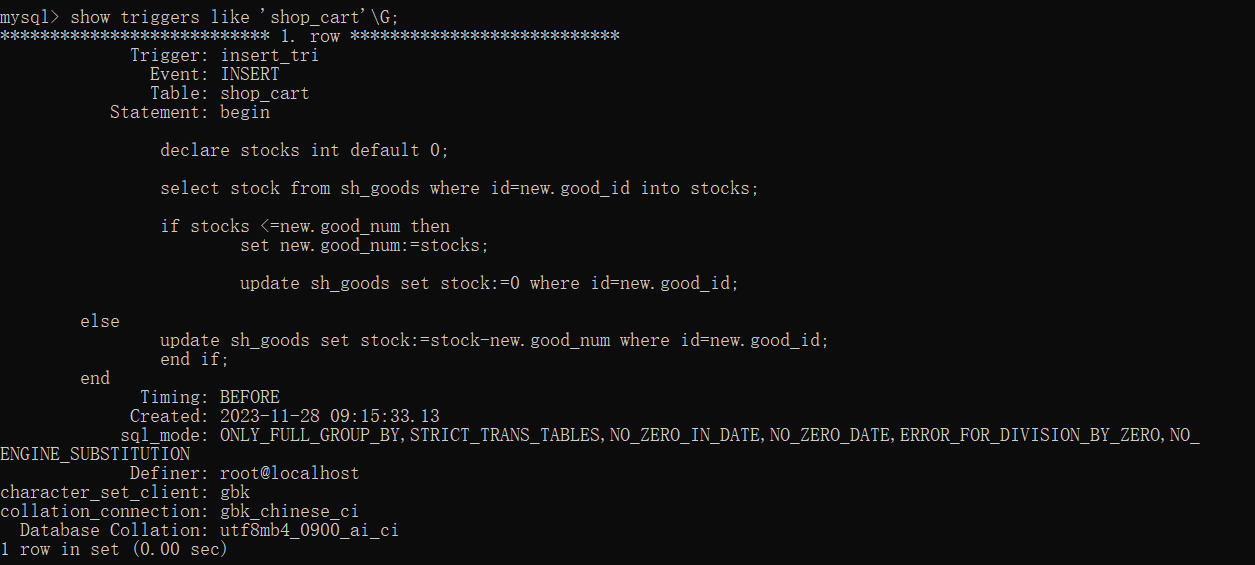 mysql> show triggers like 'shop_cart'\G;
*************************** 1. row ***************************
Trigger: insert_tri
Event: INSERT
Table: shop_cart
Statement: begin
declare stocks int default 0;
select stock from sh_goods where id=new.good_id into stocks;
if stocks <=new.good_num then
set new.good_num:=stocks;
update sh_goods set stock:=0 where id=new.good_id;
else
update sh_goods set stock:=stock-new.good_num where id=new.good_id;
end if;
end
Timing: BEFORE
Created: 2023-11-28 09:15:33.13
sql_mode: ONLY_FULL_GROUP_BY,STRICT_TRANS_TABLES,NO_ZERO_IN_DATE,NO_ZERO_DATE,ERROR_FOR_DIVISION_BY_ZERO,NO_
ENGINE_SUBSTITUTION
Definer: root@localhost
character_set_client: gbk
collation_connection: gbk_chinese_ci
Database Collation: utf8mb4_0900_ai_ci
1 row in set (0.00 sec)